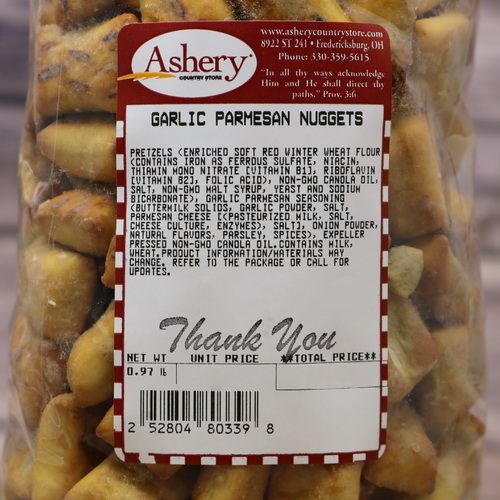 www.asherycountrystore.com
8922 ST 241 • Fredericksburg, OH
Phone: 330-359-5615
"In all thy ways acknowledge
Him and He shall direct thy
paths." Prov. 3:6
Ashery
COUNTRY STORE
GARLIC PARMESAN NUGGETS
PRETZELS (ENRICHED SOFT RED WINTER WHEAT FLOUR
(CONTAINS IRON AS FERROUS SULFATE, NIACIN,
THIAMIN MONO NITRATE [VITAMIN B1], RIBOFLAVIN
[VITAMIN B2], FOLIC ACID), NON-GMO CANOLA OIL,
SALT, NON-GMO MALT SYRUP, YEAST AND SODIUM
BICARBONATE), GARLIC PARMESAN SEASONING
(BUTTERMILK SOLIDS, GARLIC POWDER, SALT,
PARMESAN CHEESE [PASTEURIZED MILK, SALT,
CHEESE CULTURE, ENZYMES], SALT), ONION POWDER,
NATURAL FLAVORS, PARSLEY, SPICES), EXPELLER
PRESSED NON-GMO CANOLA OIL.CONTAINS MILK,
WHEAT.PRODUCT INFORMATION/MATERIALS MAY
CHANGE. REFER TO THE PACKAGE OR CALL FOR
UPDATES.
Thank You
NET WT UNIT PRICE **TOTAL PRICE**
0.97 lb
2 52804 80339 8